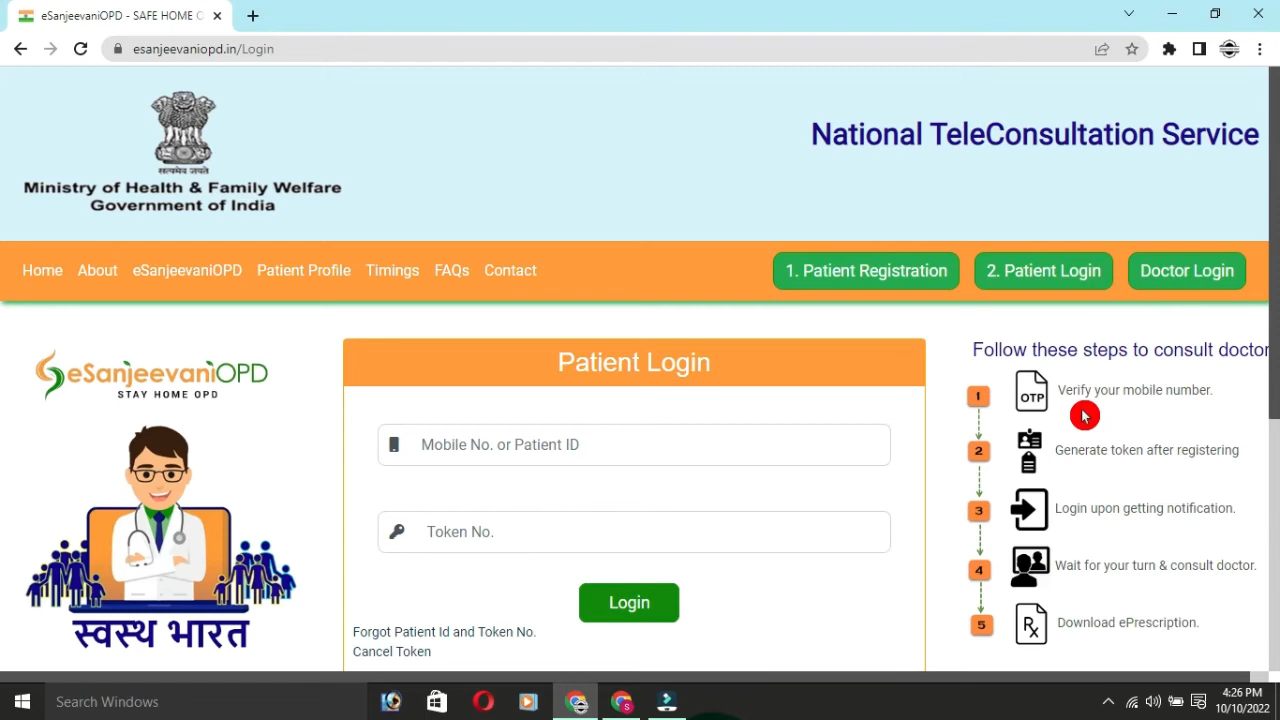 eSanjeevaniOPD - SAFE HOME O
esanjeevaniopd.in/Login
सत्यमेव जयते
Ministry of Health & Family Welfare
Government of India
National TeleConsultation Service
Home About eSanjeevaniOPD Patient Profile Timings FAQs Contact
1. Patient Registration 2. Patient Login Doctor Login
eSanjeevaniOPD
STAY HOME OPD
स्वस्थ भारत
Patient Login
Mobile No. or Patient ID
Token No.
Login
Forgot Patient Id and Token No.
Cancel Token
Follow these steps to consult doctor
1 OTP Verify your mobile number.
2 Generate token after registering
3 Login upon getting notification.
4 Wait for your turn & consult doctor.
5 Rx Download ePrescription.
Search Windows
4:26 PM
10/10/2022